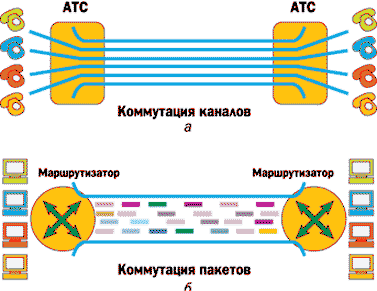 АТС АТС
Коммутация каналов
а
Маршрутизатор Маршрутизатор
Коммутация пакетов
б